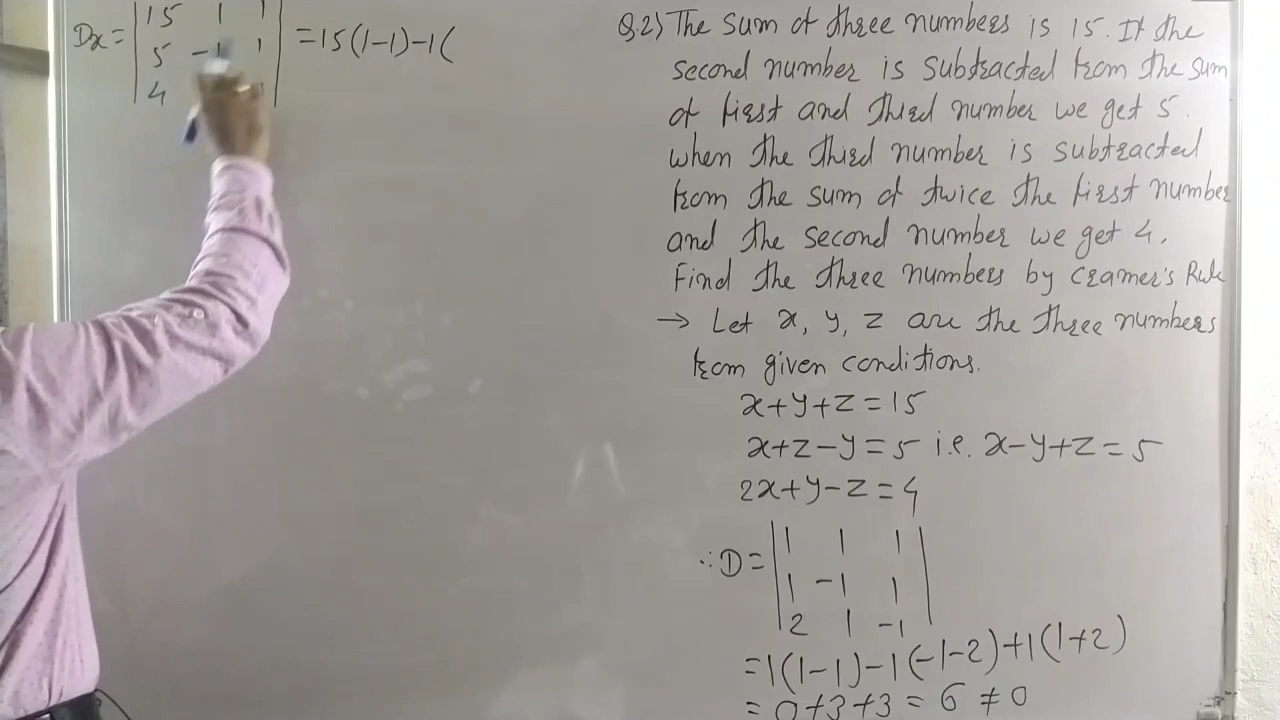 Dx = | 15 1 1 |
| 5 -1 1 | = 15(1-1)-1(
| 4
Q.2) The sum of three numbers is 15. If the
second number is subtracted from the sum
of first and third number we get 5.
when the third number is subtracted
from the sum of twice the first number
and the second number we get 4.
Find the three numbers by Cramer's Rule
→ Let x, y, z are the three numbers
from given conditions.
x+y+z=15
x+z-y=5 i.e. x-y+z=5
2x+y-z=4
∴D= | 1 1 1 |
| 1 -1 1 |
| 2 1 -1 |
=1(1-1)-1(-1-2)+1(1+2)
= 0+3+3 = 6 ≠ 0